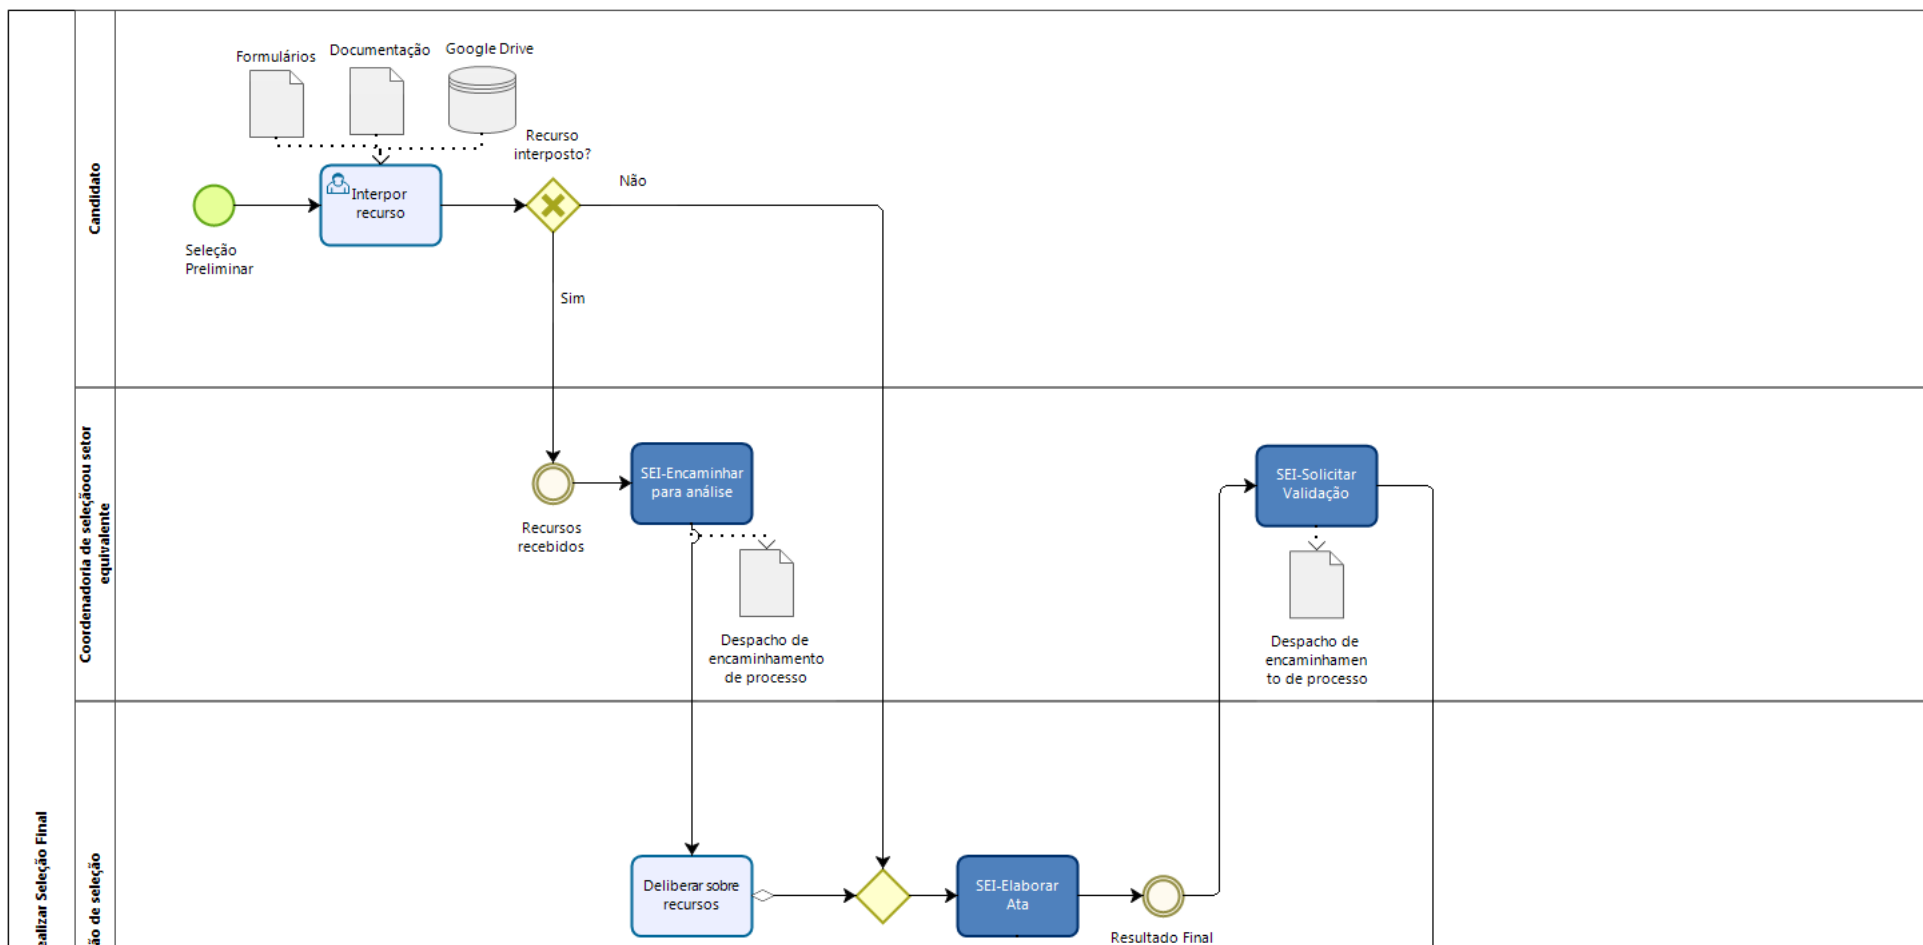 Formulários
Documentação
Google Drive
Recurso
interposto?
Não
Interpor
recurso
Seleção
Preliminar
Sim
Candidato
SEI-Encaminhar
para análise
SEI-Solicitar
Validação
Recursos
recebidos
Despacho de
encaminhamento
de processo
Despacho de
encaminhamen
to de processo
Coordenadoria de seleçãoou setor
equivalente
Deliberar sobre
recursos
SEI-Elaborar
Ata
Resultado Final
ealizar Seleção Final
ão de seleção